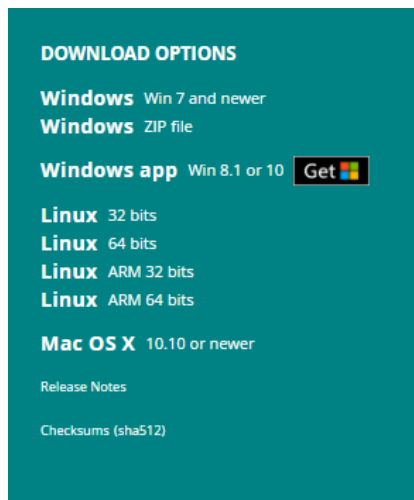 DOWNLOAD OPTIONS
Windows Win 7 and newer
Windows ZIP file
Windows app Win 8.1 or 10 Get
Linux 32 bits
Linux 64 bits
Linux ARM 32 bits
Linux ARM 64 bits
Mac OS X 10.10 or newer
Release Notes
Checksums (sha512)